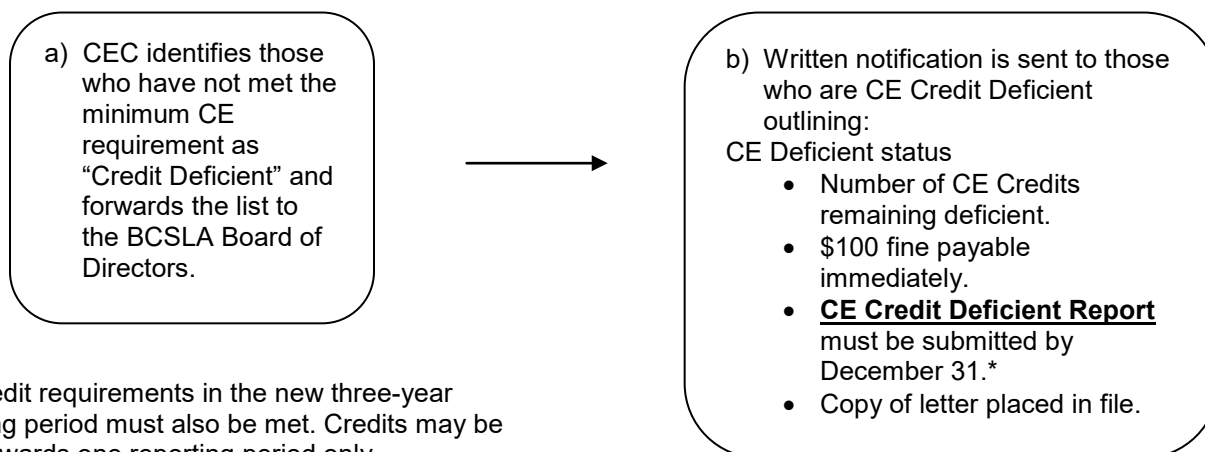 a) CEC identifies those
who have not met the
minimum CE
requirement as
“Credit Deficient” and
forwards the list to
the BCSLA Board of
Directors.
b) Written notification is sent to those
who are CE Credit Deficient
outlining:
CE Deficient status
• Number of CE Credits
remaining deficient.
• $100 fine payable
immediately.
• CE Credit Deficient Report
must be submitted by
December 31.*
• Copy of letter placed in file.
requirements in the new three-year
period must also be met. Credits may be
one reporting period only